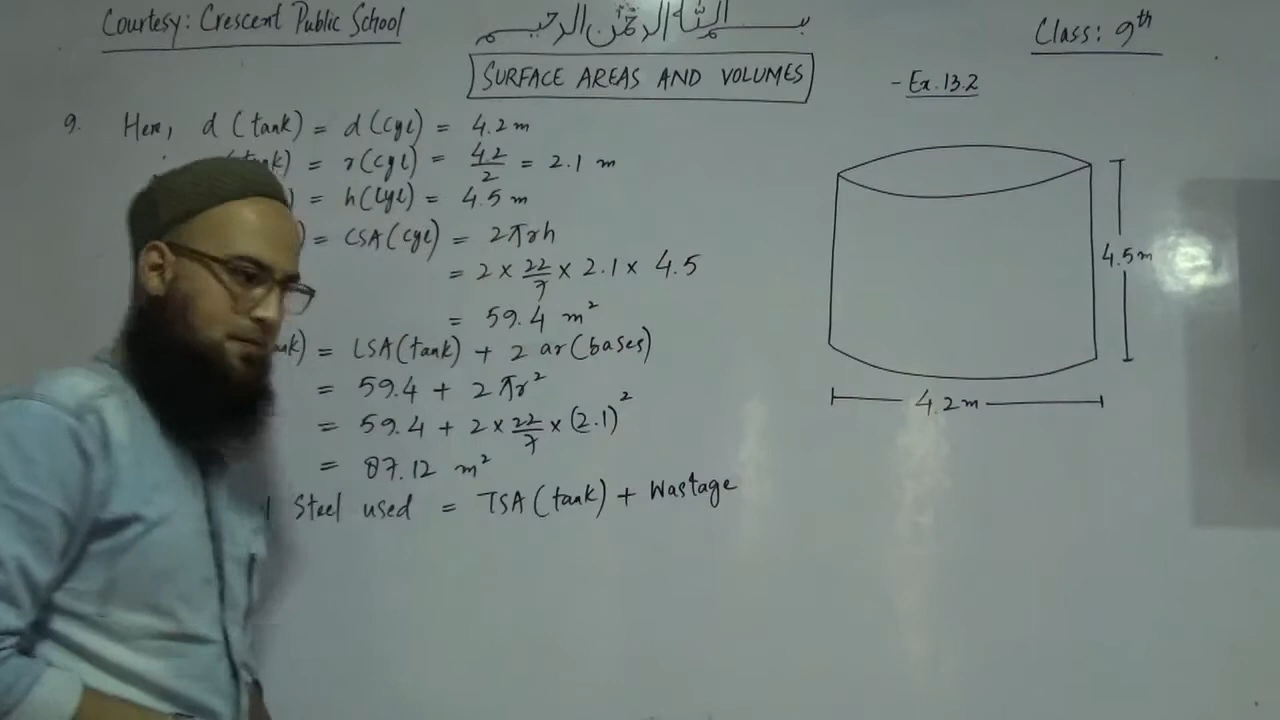 Courtesy: Crescent Public School
بسم الله الرحمن الرحيم
Class: 9th
SURFACE AREAS AND VOLUMES
- Ex. 13.2
9. Here, d (tank) = d (cyl) = 4.2 m
= r (cyl) = 4.2/2 = 2.1 m
= h (cyl) = 4.5 m
= CSA (cyl) = 2πrh
= 2 × 22/7 × 2.1 × 4.5
= 59.4 m²
= LSA (tank) + 2 ar (bases)
= 59.4 + 2πr²
= 59.4 + 2 × 22/7 × (2.1)²
= 87.12 m²
Steel used = TSA (tank) + Wastage
4.5 m
4.2 m